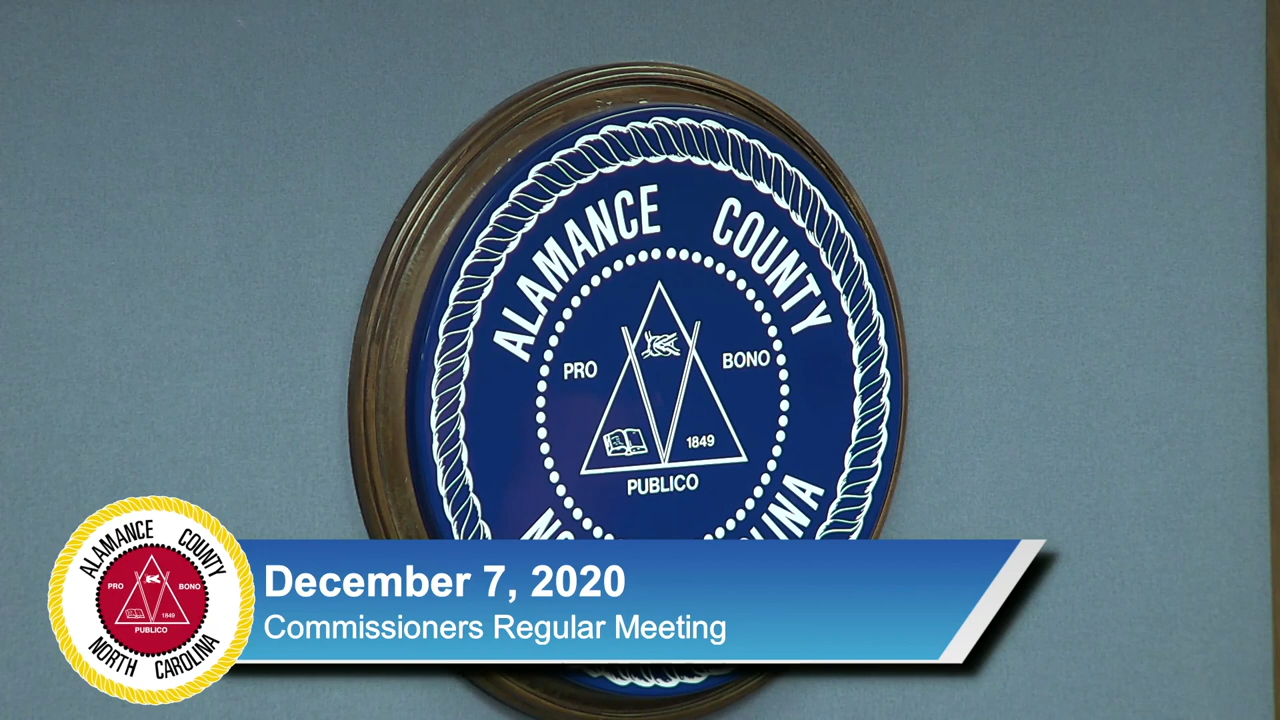 ALAMANCE COUNTY
PRO BONO
1849
PUBLICO
December 7, 2020
Commissioners Regular Meeting
ALAMANCE COUNTY
PRO BONO
1849
PUBLICO
NORTH CAROLINA